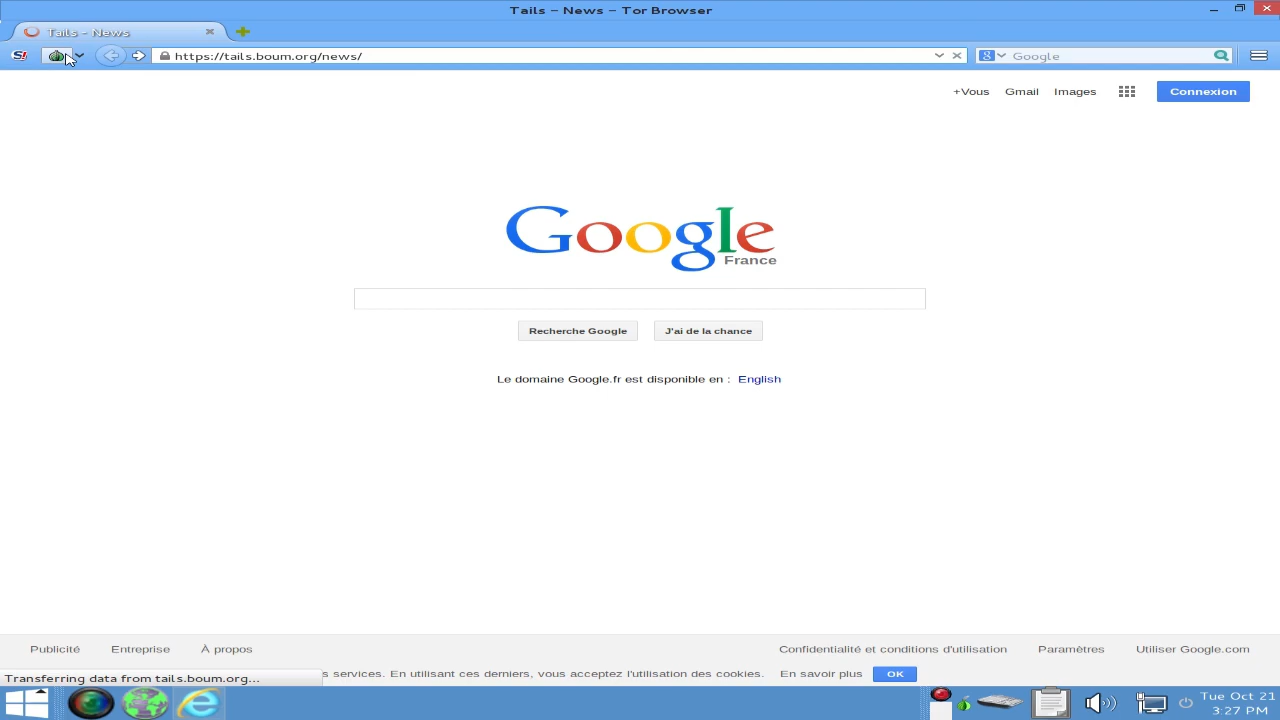 Tails – News – Tor Browser
Tails – News
S!
https://tails.boum.org/news/
8 Google
+Vous Gmail Images Connexion
Google
France
Recherche Google J'ai de la chance
Le domaine Google.fr est disponible en : English
Publicité Entreprise À propos Confidentialité et conditions d'utilisation Paramètres Utiliser Google.com
s services. En utilisant ces derniers, vous acceptez l'utilisation des cookies. En savoir plus OK
Transferring data from tails.boum.org...
Tue Oct 21
3:27 PM